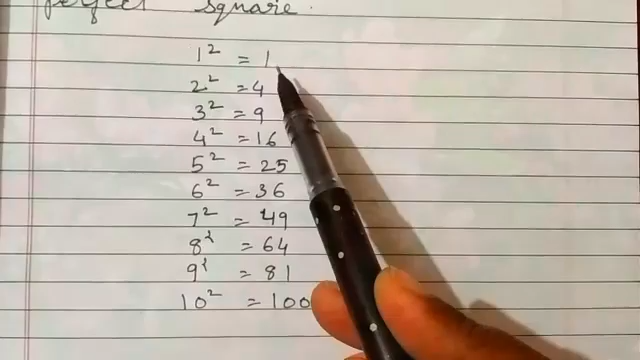 perfect square.
1² = 1
2² = 4
3² = 9
4² = 16
5² = 25
6² = 36
7² = 49
8² = 64
9² = 81
10² = 100